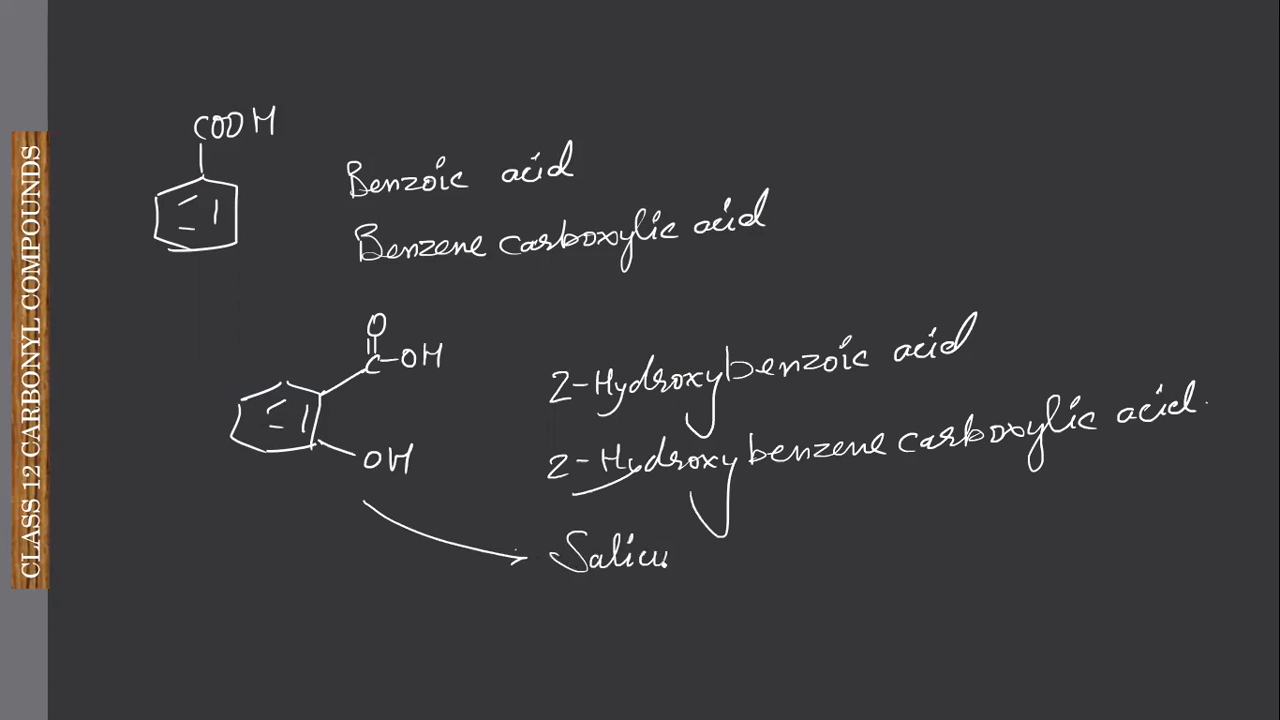 CLASS 12 CARBONYL COMPOUNDS
COOH
Benzoic acid
Benzene carboxylic acid
O
C-OH
OH
2-Hydroxybenzoic acid
2-Hydroxybenzene carboxylic acid.
Salicy